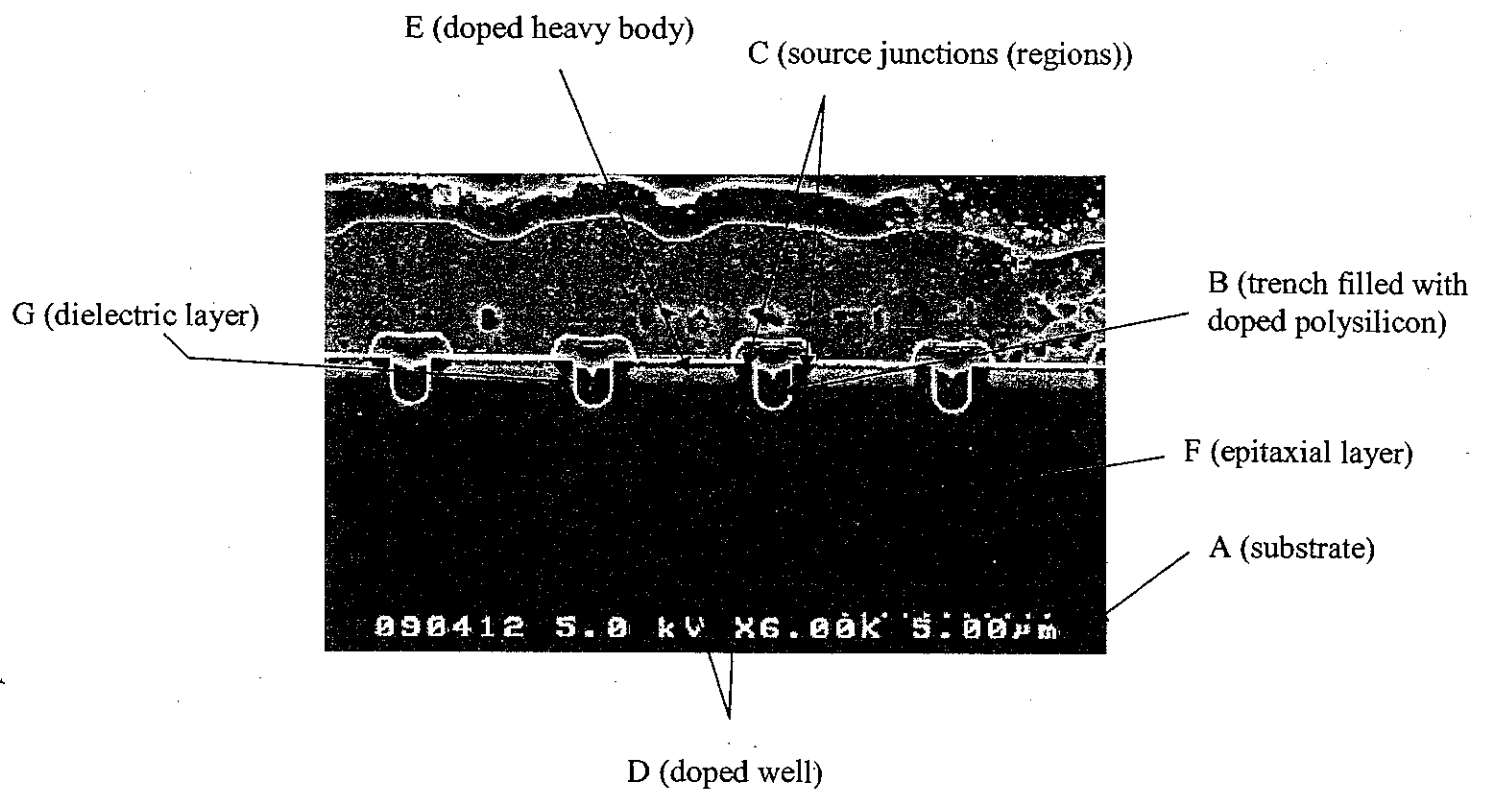 E (doped heavy body)
C (source junctions (regions))
B (trench filled with
doped polysilicon)
G (dielectric layer)
F (epitaxial layer)
A (substrate)
090412 5.0 kV X6.00K 5.00µm
D (doped well)